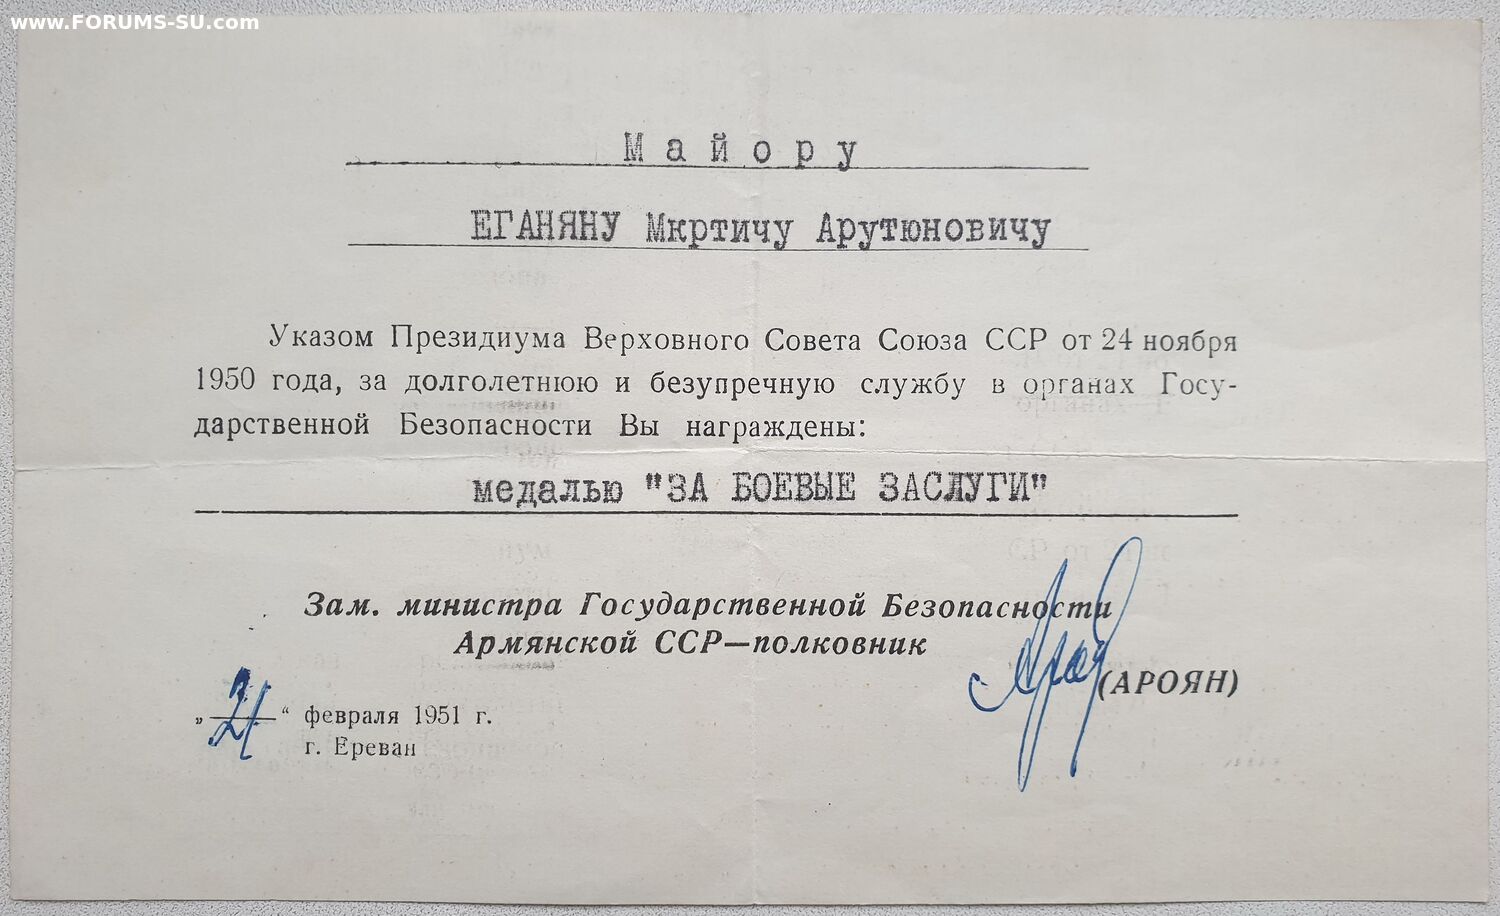 www.FORUMS-SU.com
Майору
ЕГАНЯНУ Мкртичу Арутюновичу
Указом Президиума Верховного Совета Союза ССР от 24 ноября
1950 года, за долголетнюю и безупречную службу в органах Госу-
дарственной Безопасности Вы награждены:
медалью "ЗА БОЕВЫЕ ЗАСЛУГИ"
Зам. министра Государственной Безопасности
Армянской ССР—полковник
(АРОЯН)
„21“ февраля 1951 г.
г. Ереван